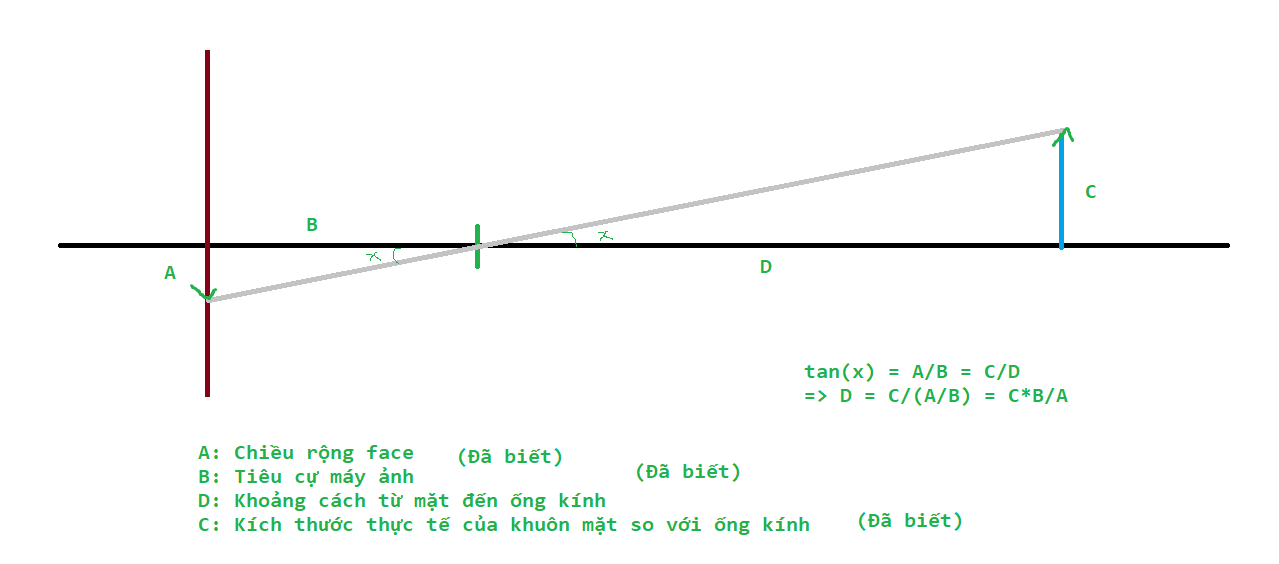 B
x
x
A
D
C
tan(x) = A/B = C/D
=> D = C/(A/B) = C*B/A
A: Chiều rộng face (Đã biết)
B: Tiêu cự máy ảnh (Đã biết)
D: Khoảng cách từ mặt đến ống kính
C: Kích thước thực tế của khuôn mặt so với ống kính (Đã biết)